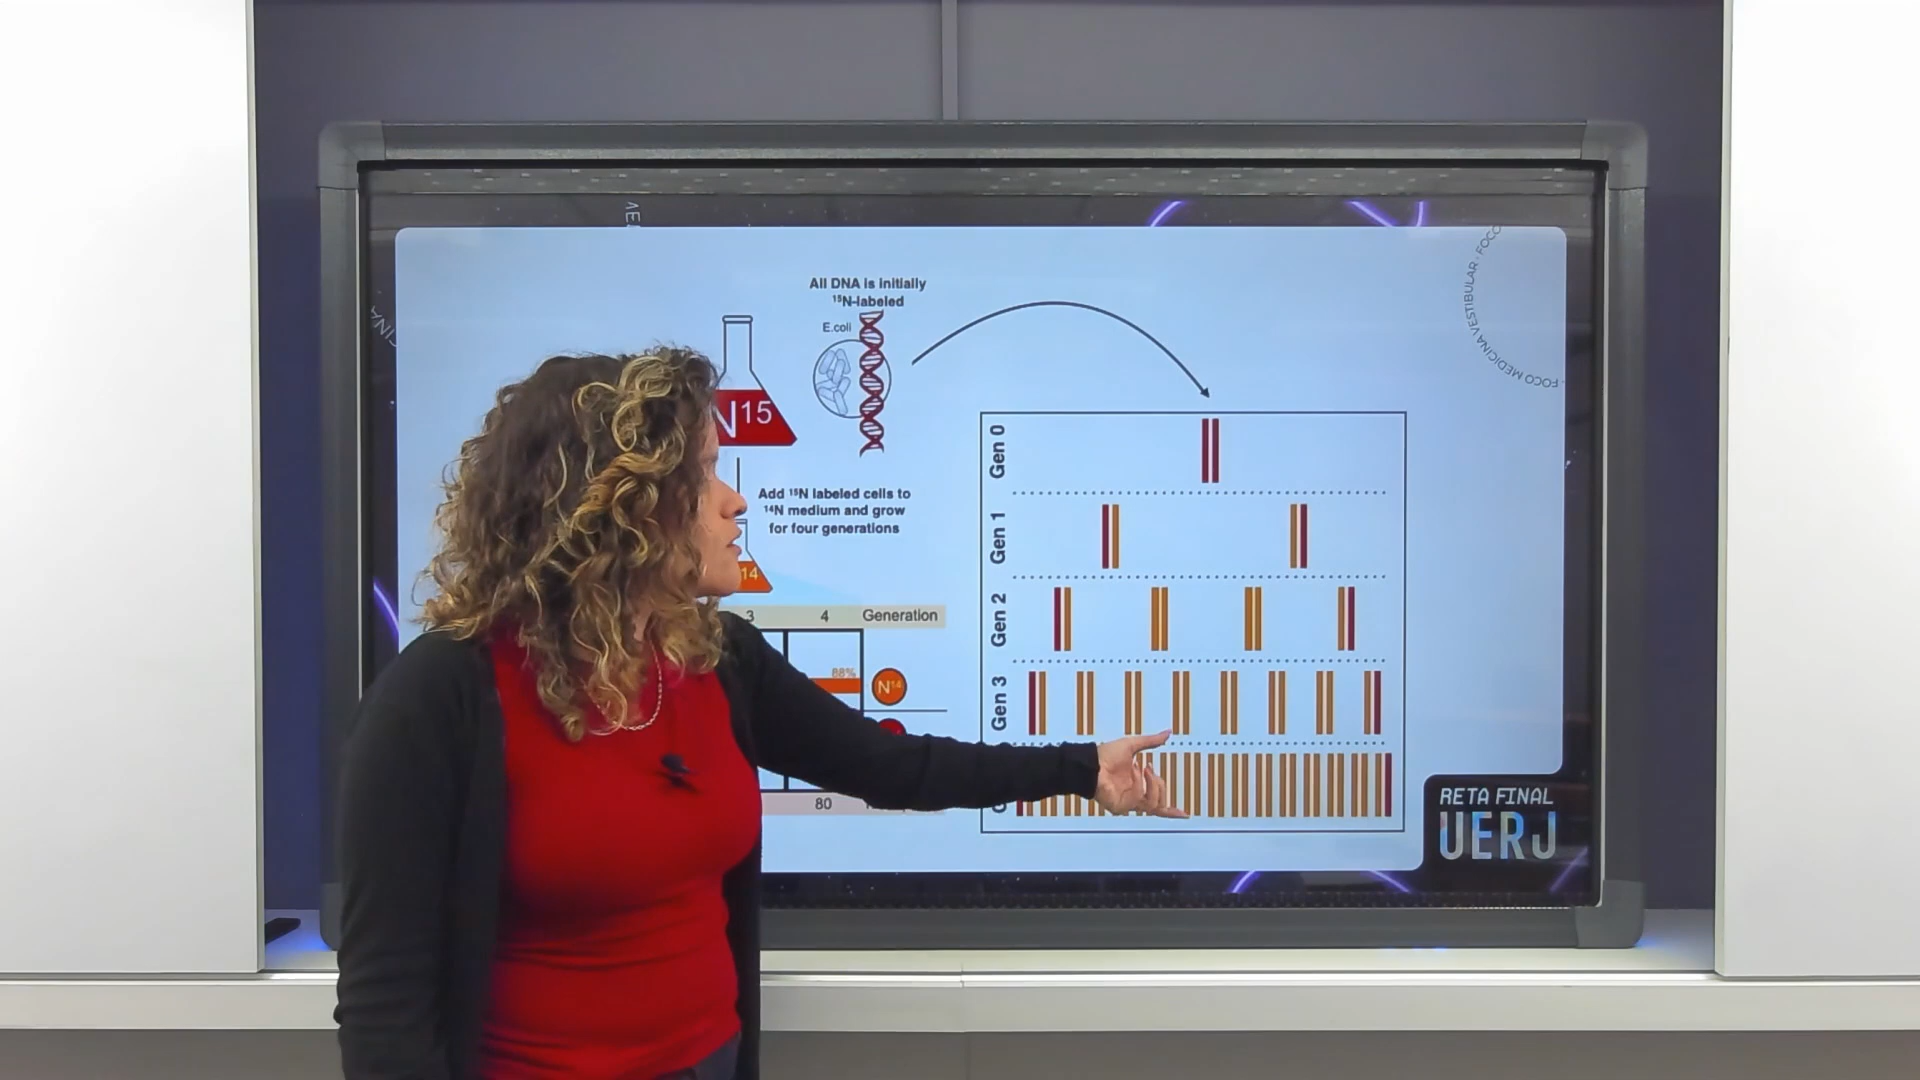 All DNA is initially
¹⁵N-labeled
E.coli
N¹⁵
Add ¹⁵N labeled cells to
¹⁴N medium and grow
for four generations
14
3 4 Generation
88%
N¹⁴
80
Gen 0
Gen 1
Gen 2
Gen 3
FOCO MEDICINA VESTIBULAR · FOCO
RETA FINAL
UERJ